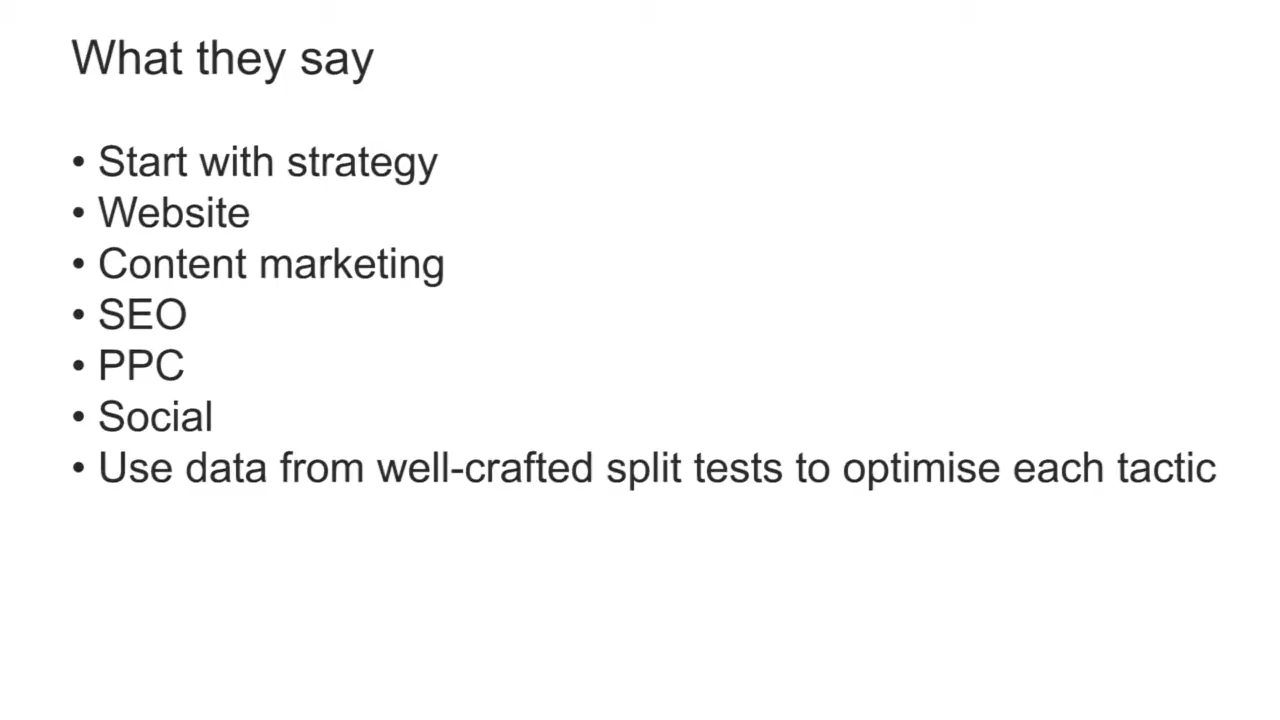 What they say
• Start with strategy
• Website
• Content marketing
• SEO
• PPC
• Social
• Use data from well-crafted split tests to optimise each tactic